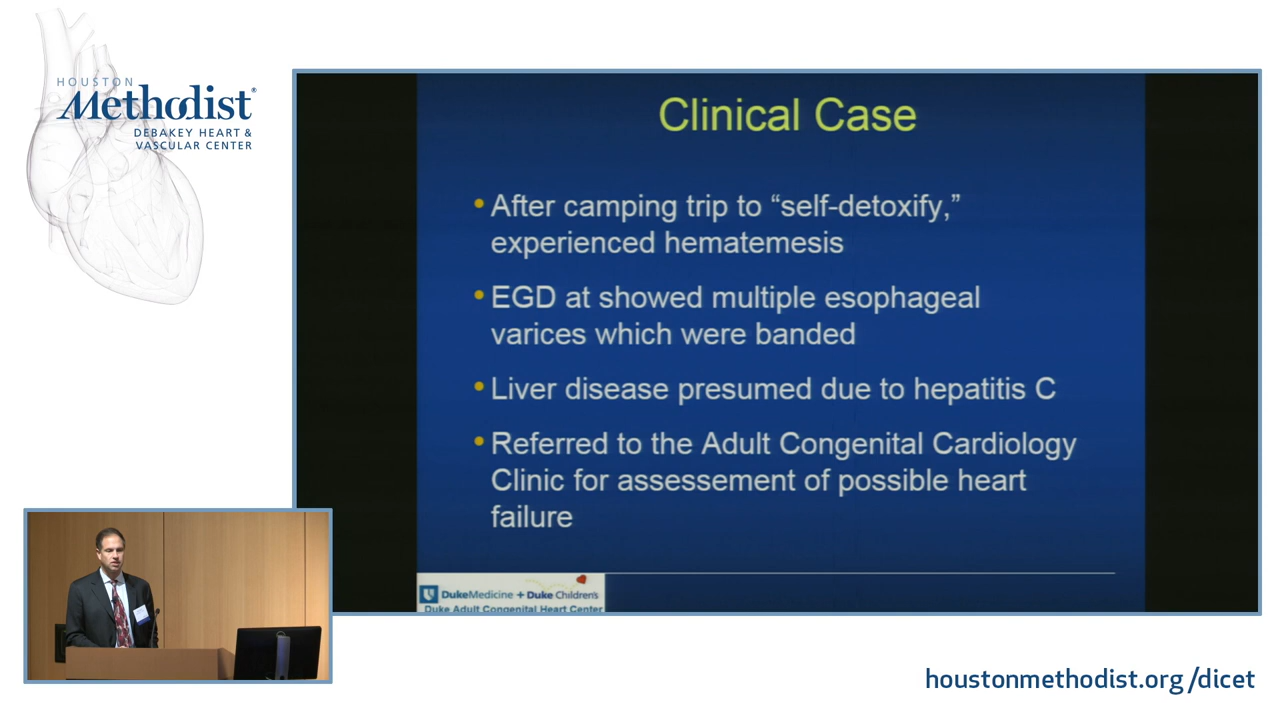 HOUSTON
Methodist®
DEBAKEY HEART &
VASCULAR CENTER
Clinical Case
• After camping trip to “self-detoxify,”
experienced hematemesis
• EGD at showed multiple esophageal
varices which were banded
• Liver disease presumed due to hepatitis C
• Referred to the Adult Congenital Cardiology
Clinic for assessement of possible heart
failure
DukeMedicine + Duke Children's
Duke Adult Congenital Heart Center
houstonmethodist.org/dicet